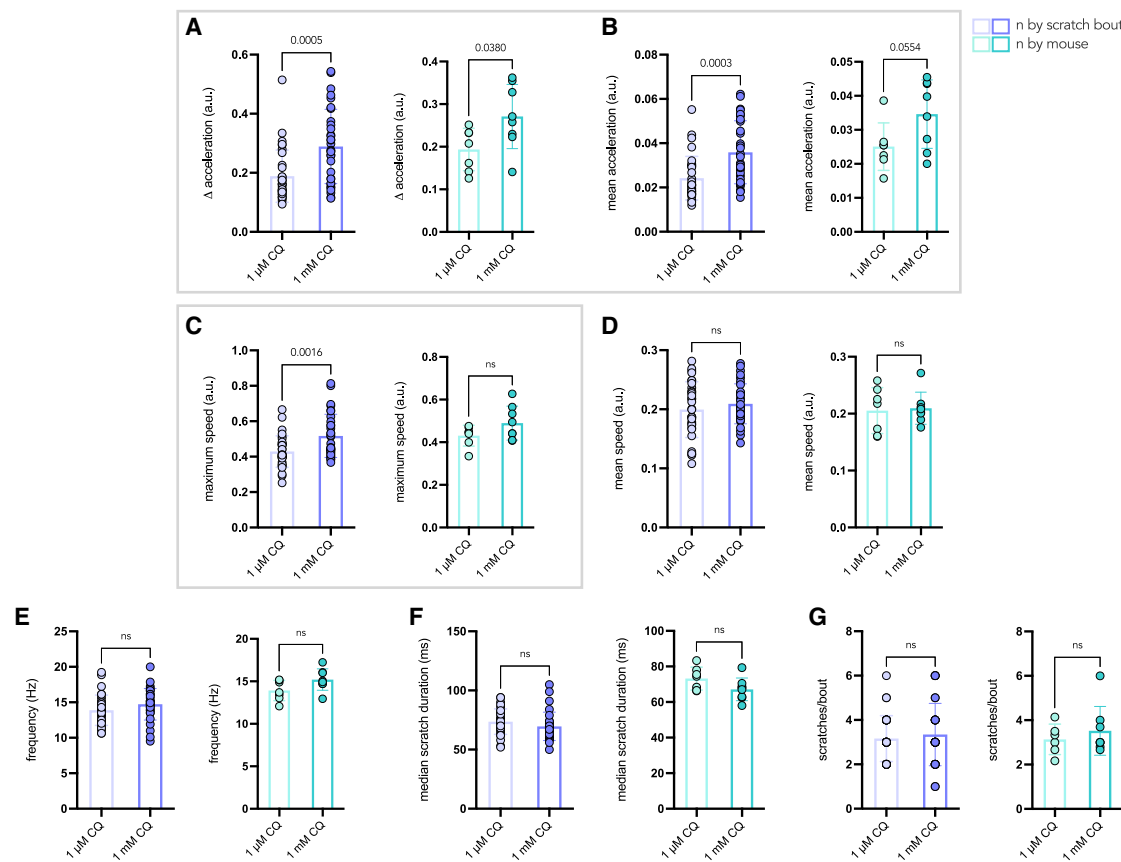 A
B
n by scratch bout
n by mouse
0.0005
0.0380
0.0003
0.0554
Δ acceleration (a.u.)
0.6
0.4
0.2
0.0
1 μM CQ
1 mM CQ
Δ acceleration (a.u.)
0.4
0.3
0.2
0.1
0.0
1 μM CQ
1 mM CQ
mean acceleration (a.u.)
0.08
0.06
0.04
0.02
0.00
1 μM CQ
1 mM CQ
mean acceleration (a.u.)
0.05
0.04
0.03
0.02
0.01
0.00
1 μM CQ
1 mM CQ
C
D
0.0016
ns
ns
ns
maximum speed (a.u.)
1.0
0.8
0.6
0.4
0.2
0.0
1 μM CQ
1 mM CQ
maximum speed (a.u.)
0.8
0.6
0.4
0.2
0.0
1 μM CQ
1 mM CQ
mean speed (a.u.)
0.3
0.2
0.1
0.0
1 μM CQ
1 mM CQ
mean speed (a.u.)
0.3
0.2
0.1
0.0
1 μM CQ
1 mM CQ
E
F
G
ns
ns
ns
ns
ns
ns
frequency (Hz)
25
20
15
10
5
0
1 μM CQ
1 mM CQ
frequency (Hz)
20
15
10
5
0
1 μM CQ
1 mM CQ
median scratch duration (ms)
150
100
50
0
1 μM CQ
1 mM CQ
median scratch duration (ms)
100
80
60
40
20
0
1 μM CQ
1 mM CQ
scratches/bout
8
6
4
2
0
1 μM CQ
1 mM CQ
scratches/bout
8
6
4
2
0
1 μM CQ
1 mM CQ